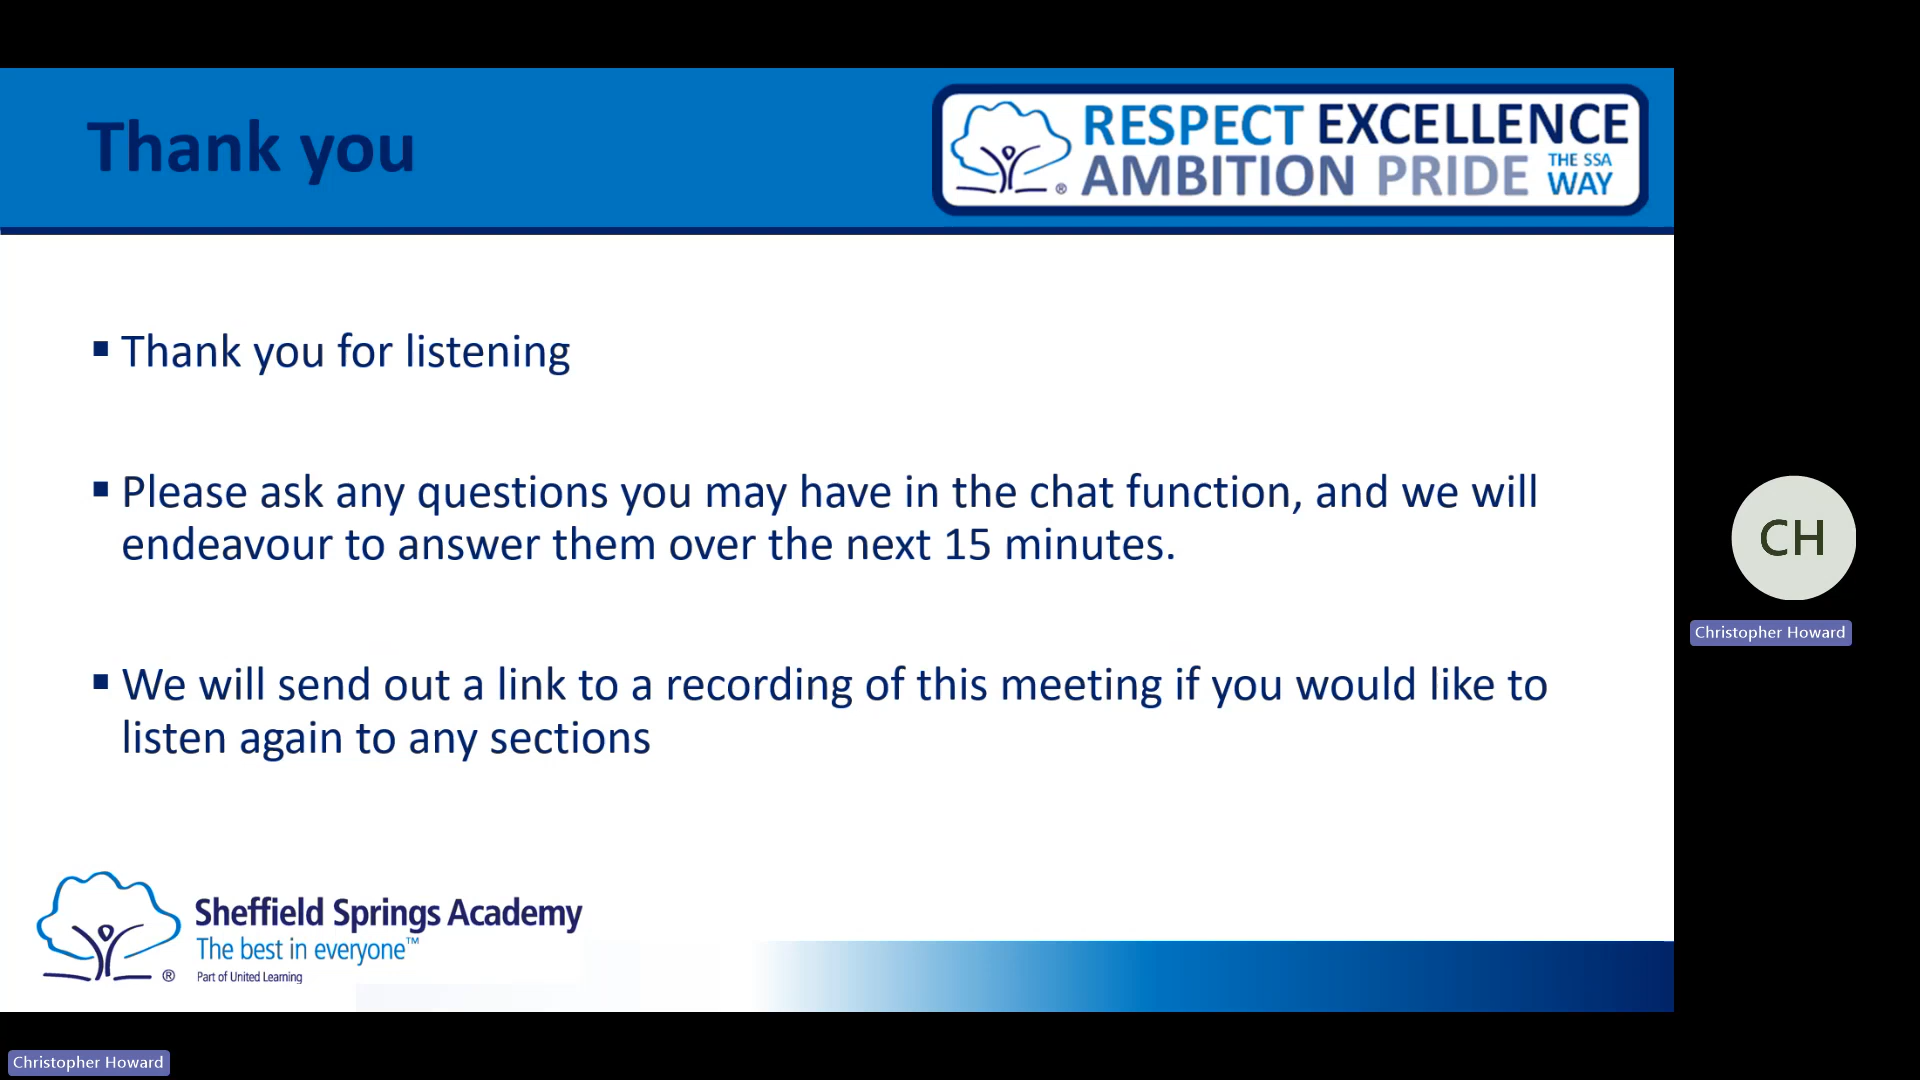 Thank you
RESPECT EXCELLENCE
AMBITION PRIDE THE SSA WAY
®
▪ Thank you for listening
▪ Please ask any questions you may have in the chat function, and we will
endeavour to answer them over the next 15 minutes.
▪ We will send out a link to a recording of this meeting if you would like to
listen again to any sections
CH
Christopher Howard
Sheffield Springs Academy
The best in everyone™
Part of United Learning
®
Christopher Howard